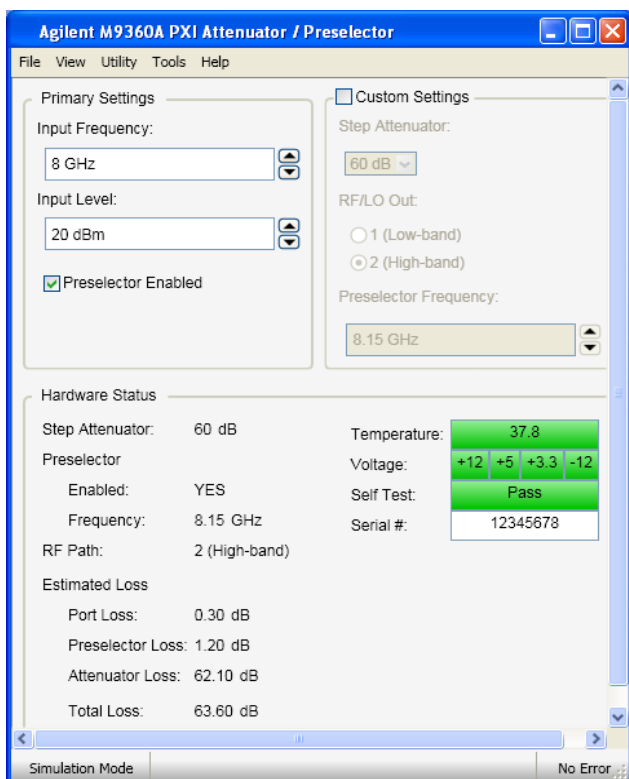 Agilent M9360A PXI Attenuator / Preselector
File View Utility Tools Help
Primary Settings
Input Frequency:
8 GHz
Input Level:
20 dBm
Preselector Enabled
Custom Settings
Step Attenuator:
60 dB
RF/LO Out:
1 (Low-band)
2 (High-band)
Preselector Frequency:
8.15 GHz
Hardware Status
Step Attenuator: 60 dB
Preselector
Enabled: YES
Frequency: 8.15 GHz
RF Path: 2 (High-band)
Estimated Loss
Port Loss: 0.30 dB
Preselector Loss: 1.20 dB
Attenuator Loss: 62.10 dB
Total Loss: 63.60 dB
Temperature: 37.8
Voltage: +12 +5 +3.3 -12
Self Test: Pass
Serial #: 12345678
Simulation Mode No Error